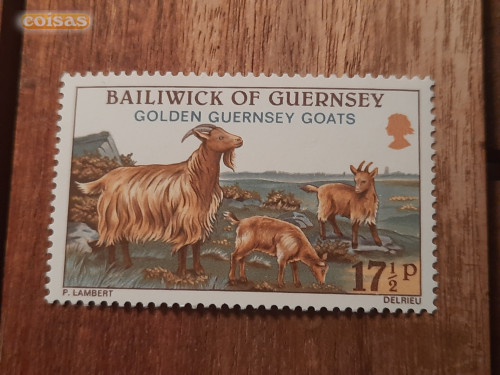 coisas
BAILIWICK OF GUERNSEY
GOLDEN GUERNSEY GOATS
17½p
P. LAMBERT
DELRIEU